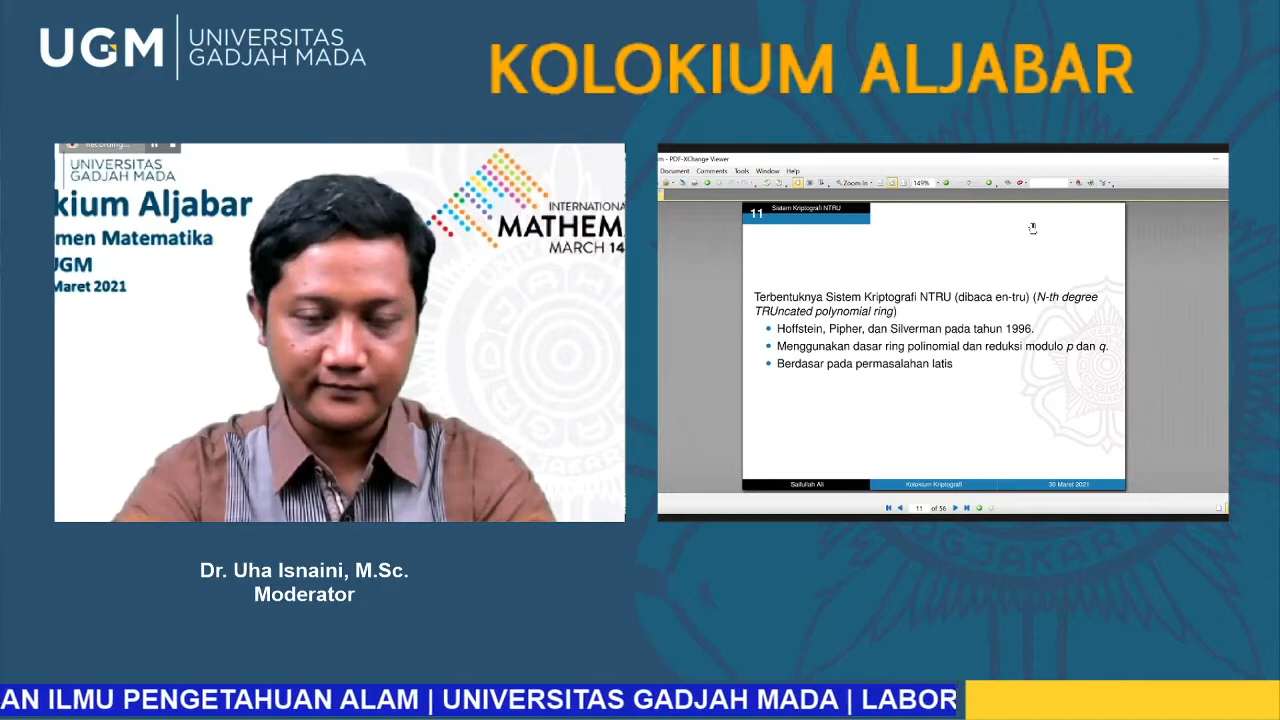 UGM
UNIVERSITAS
GADJAH MADA
KOLOKIUM ALJABAR
Recording...
UNIVERSITAS
GADJAH MADA
kium Aljabar
men Matematika
UGM
Maret 2021
INTERNATIONA
MATHEM
MARCH 14
m - PDF-XChange Viewer
Document Comments Tools Window Help
Zoom In
149%
11
Sistem Kriptografi NTRU
Terbentuknya Sistem Kriptografi NTRU (dibaca en-tru) (N-th degree
TRUncated polynomial ring)
• Hoffstein, Pipher, dan Silverman pada tahun 1996.
• Menggunakan dasar ring polinomial dan reduksi modulo p dan q.
• Berdasar pada permasalahan latis
Saifullah Ali
Kolokium Kriptografi
30 Maret 2021
11 of 56
Dr. Uha Isnaini, M.Sc.
Moderator
AN ILMU PENGETAHUAN ALAM | UNIVERSITAS GADJAH MADA | LABOR